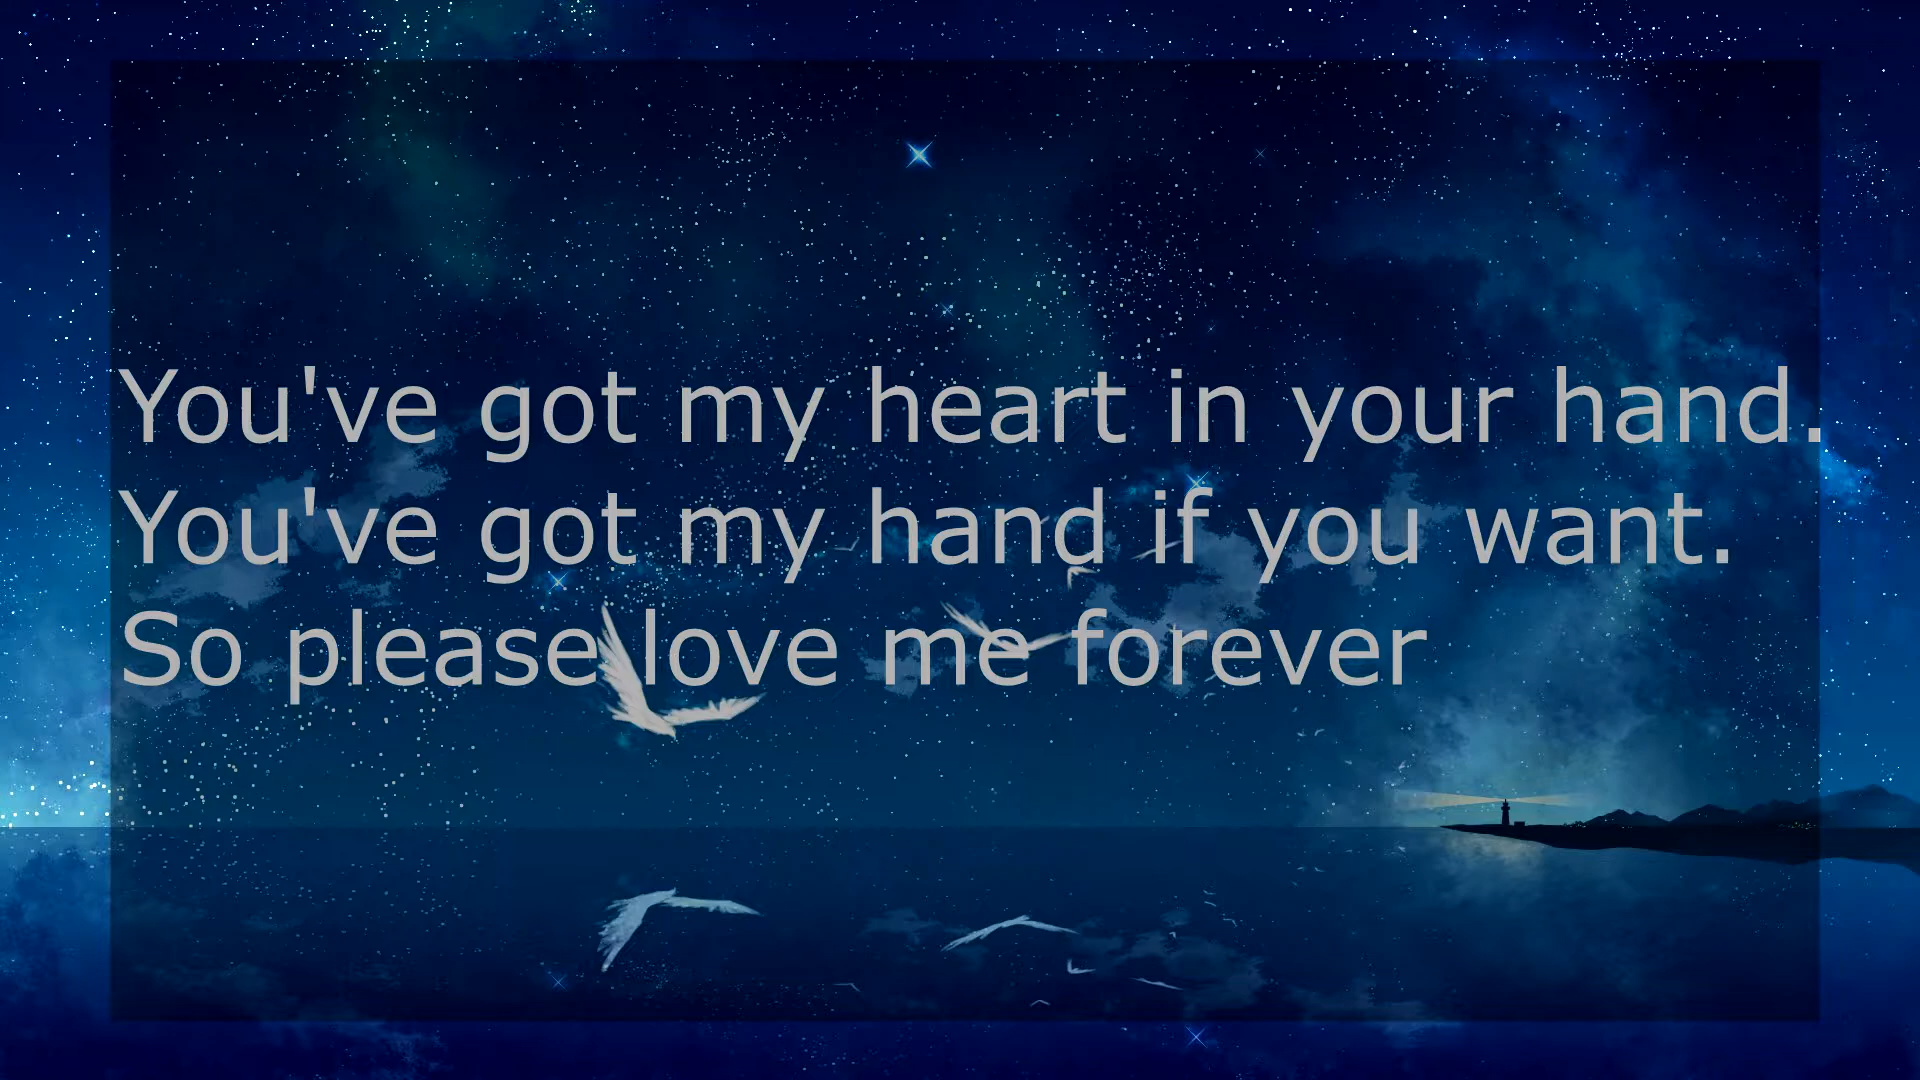 You've got my heart in your hand.
You've got my hand if you want.
So please love me forever